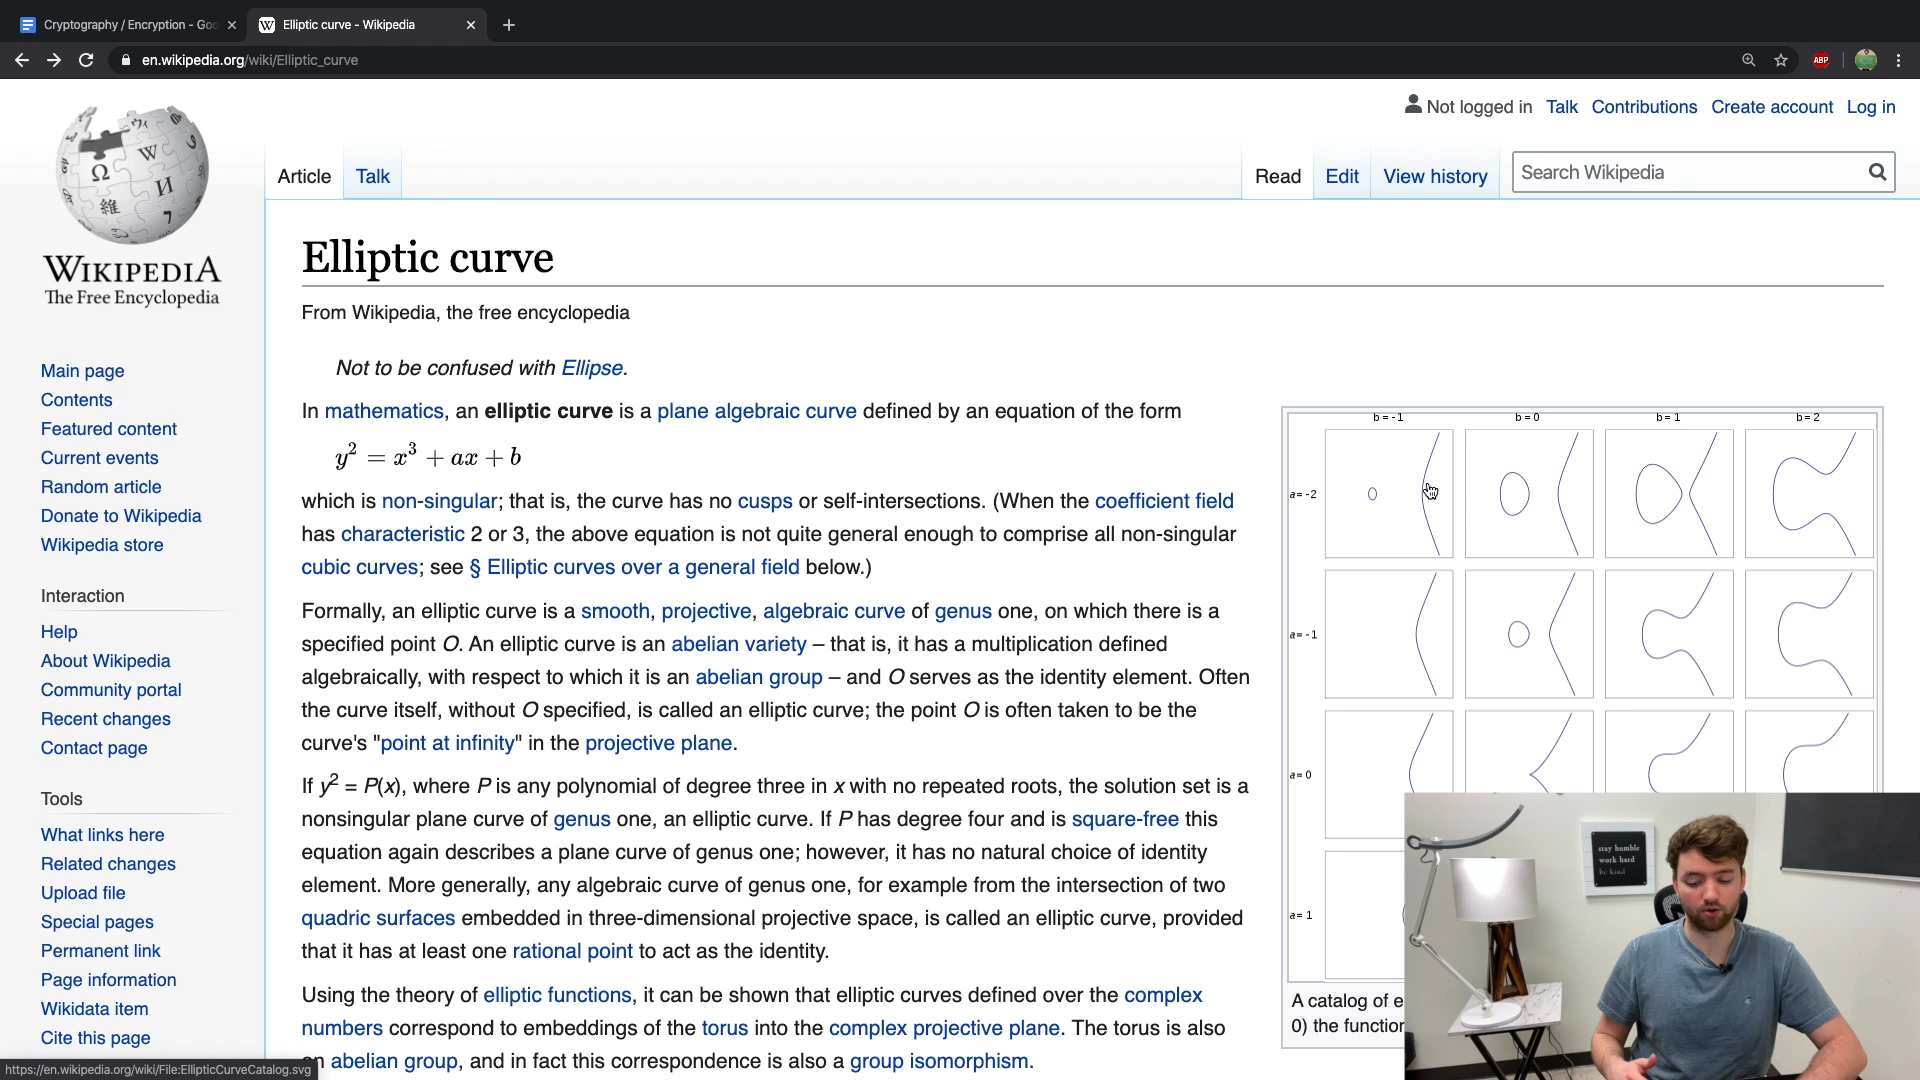 Cryptography / Encryption - Goo
Elliptic curve - Wikipedia
en.wikipedia.org/wiki/Elliptic_curve
ABP
Not logged in Talk Contributions Create account Log in
Article Talk Read Edit View history Search Wikipedia
WIKIPEDIA
The Free Encyclopedia
Main page
Contents
Featured content
Current events
Random article
Donate to Wikipedia
Wikipedia store
Interaction
Help
About Wikipedia
Community portal
Recent changes
Contact page
Tools
What links here
Related changes
Upload file
Special pages
Permanent link
Page information
Wikidata item
Cite this page
https://en.wikipedia.org/wiki/File:EllipticCurveCatalog.svg
Elliptic curve
From Wikipedia, the free encyclopedia
Not to be confused with Ellipse.
In mathematics, an elliptic curve is a plane algebraic curve defined by an equation of the form
y² = x³ + ax + b
which is non-singular; that is, the curve has no cusps or self-intersections. (When the coefficient field
has characteristic 2 or 3, the above equation is not quite general enough to comprise all non-singular
cubic curves; see § Elliptic curves over a general field below.)
Formally, an elliptic curve is a smooth, projective, algebraic curve of genus one, on which there is a
specified point O. An elliptic curve is an abelian variety – that is, it has a multiplication defined
algebraically, with respect to which it is an abelian group – and O serves as the identity element. Often
the curve itself, without O specified, is called an elliptic curve; the point O is often taken to be the
curve's "point at infinity" in the projective plane.
If y² = P(x), where P is any polynomial of degree three in x with no repeated roots, the solution set is a
nonsingular plane curve of genus one, an elliptic curve. If P has degree four and is square-free this
equation again describes a plane curve of genus one; however, it has no natural choice of identity
element. More generally, any algebraic curve of genus one, for example from the intersection of two
quadric surfaces embedded in three-dimensional projective space, is called an elliptic curve, provided
that it has at least one rational point to act as the identity.
Using the theory of elliptic functions, it can be shown that elliptic curves defined over the complex
numbers correspond to embeddings of the torus into the complex projective plane. The torus is also
an abelian group, and in fact this correspondence is also a group isomorphism.
b = -1 b = 0 b = 1 b = 2
a= -2
a= -1
a= 0
a= 1
A catalog of e
0) the function
stay humble
work hard
be kind